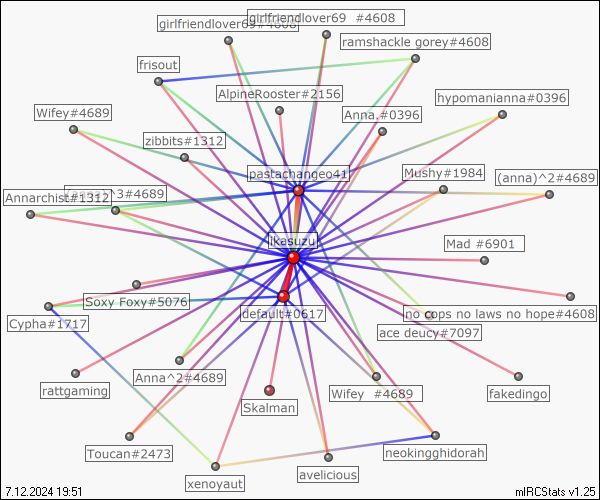 girlfriendlover69#4608
girlfriendlover69 #4608
ramshackle gorey#4608
frisout
AlpineRooster#2156
hypomanianna#0396
Wifey#4689
Anna.#0396
zibbits#1312
pastachangeo41
Mushy#1984
(anna)^2#4689
(anna)^3#4689
Annarchist#1312
ikasuzu
Mad #6901
Soxy Foxy#5076
no cops no laws no hope#4608
default#0617
Cypha#1717
ace deucy#7097
Anna^2#4689
rattgaming
Wifey #4689
fakedingo
Skalman
Toucan#2473
neokingghidorah
avelicious
xenoyaut
7.12.2024 19:51
mIRCStats v1.25